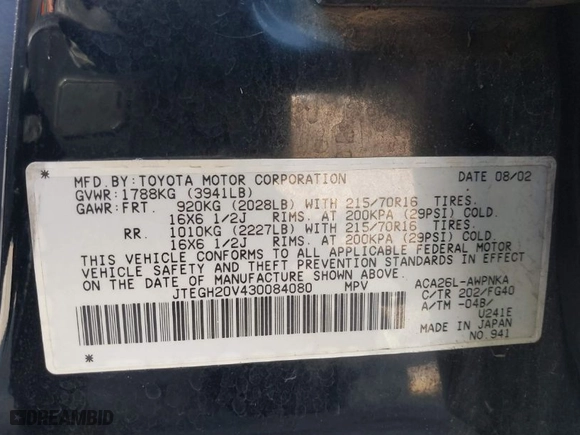 MFD.BY:TOYOTA MOTOR CORPORATION DATE 08/02
GVWR:1788KG (3941LB)
GAWR:FRT. 920KG (2028LB) WITH 215/70R16 TIRES.
16X6 1/2J RIMS. AT 200KPA (29PSI) COLD.
RR. 1010KG (2227LB) WITH 215/70R16 TIRES.
16X6 1/2J RIMS. AT 200KPA (29PSI) COLD.
THIS VEHICLE CONFORMS TO ALL APPLICABLE FEDERAL MOTOR
VEHICLE SAFETY AND THEFT PREVENTION STANDARDS IN EFFECT
ON THE DATE OF MANUFACTURE SHOWN ABOVE.
JTEGH20V430084080 MPV ACA26L-AWPNKA
C/TR 202/FG40
A/TM -04B/
U241E
MADE IN JAPAN
NO.941
DREAMBID